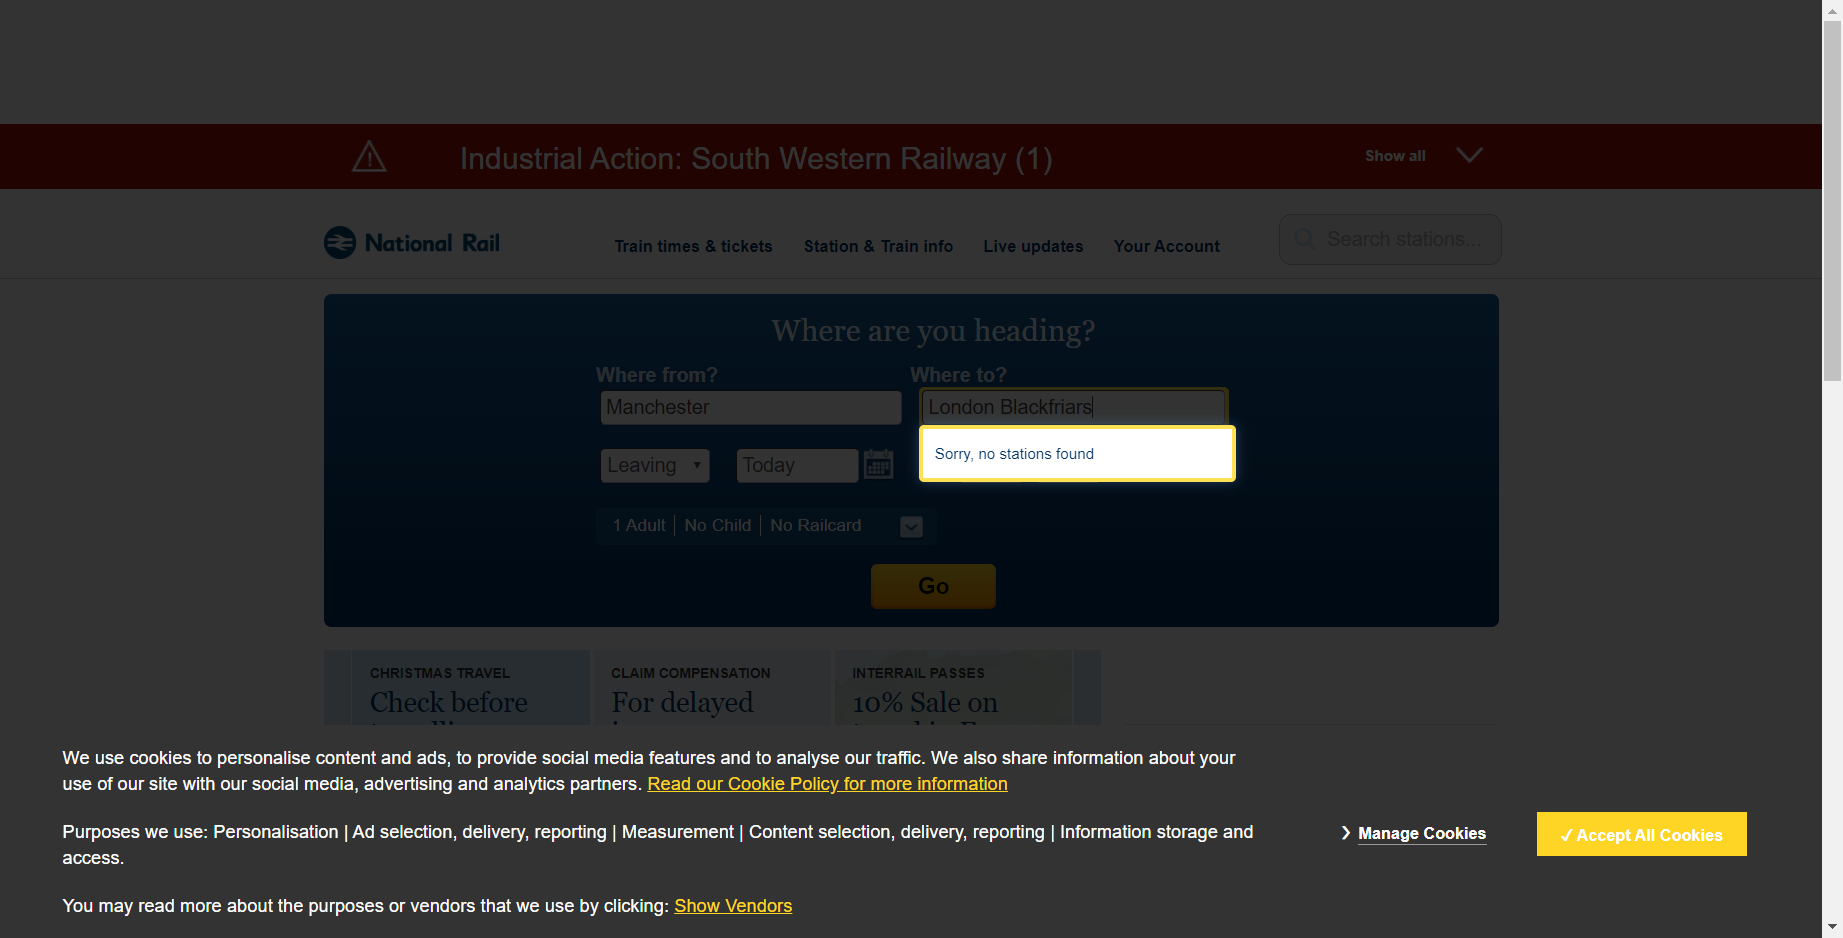 Industrial Action: South Western Railway (1)
Show all
National Rail
Train times & tickets
Station & Train info
Live updates
Your Account
Search stations...
Where are you heading?
Where from?
Where to?
Manchester
London Blackfriars
Sorry, no stations found
Leaving
Today
1 Adult | No Child | No Railcard
Go
CHRISTMAS TRAVEL
Check before
CLAIM COMPENSATION
For delayed
INTERRAIL PASSES
10% Sale on
We use cookies to personalise content and ads, to provide social media features and to analyse our traffic. We also share information about your
use of our site with our social media, advertising and analytics partners. Read our Cookie Policy for more information
Purposes we use: Personalisation | Ad selection, delivery, reporting | Measurement | Content selection, delivery, reporting | Information storage and
access.
You may read more about the purposes or vendors that we use by clicking: Show Vendors
Manage Cookies
✓ Accept All Cookies